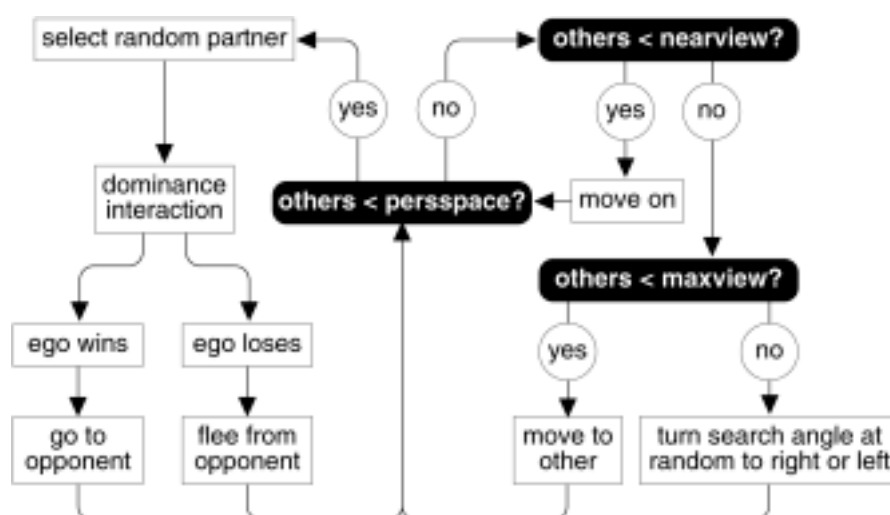 select random partner
others < nearview?
yes
no
yes
no
dominance
interaction
others < persspace?
move on
others < maxview?
ego wins
ego loses
yes
no
go to
opponent
flee from
opponent
move to
other
turn search angle at
random to right or left